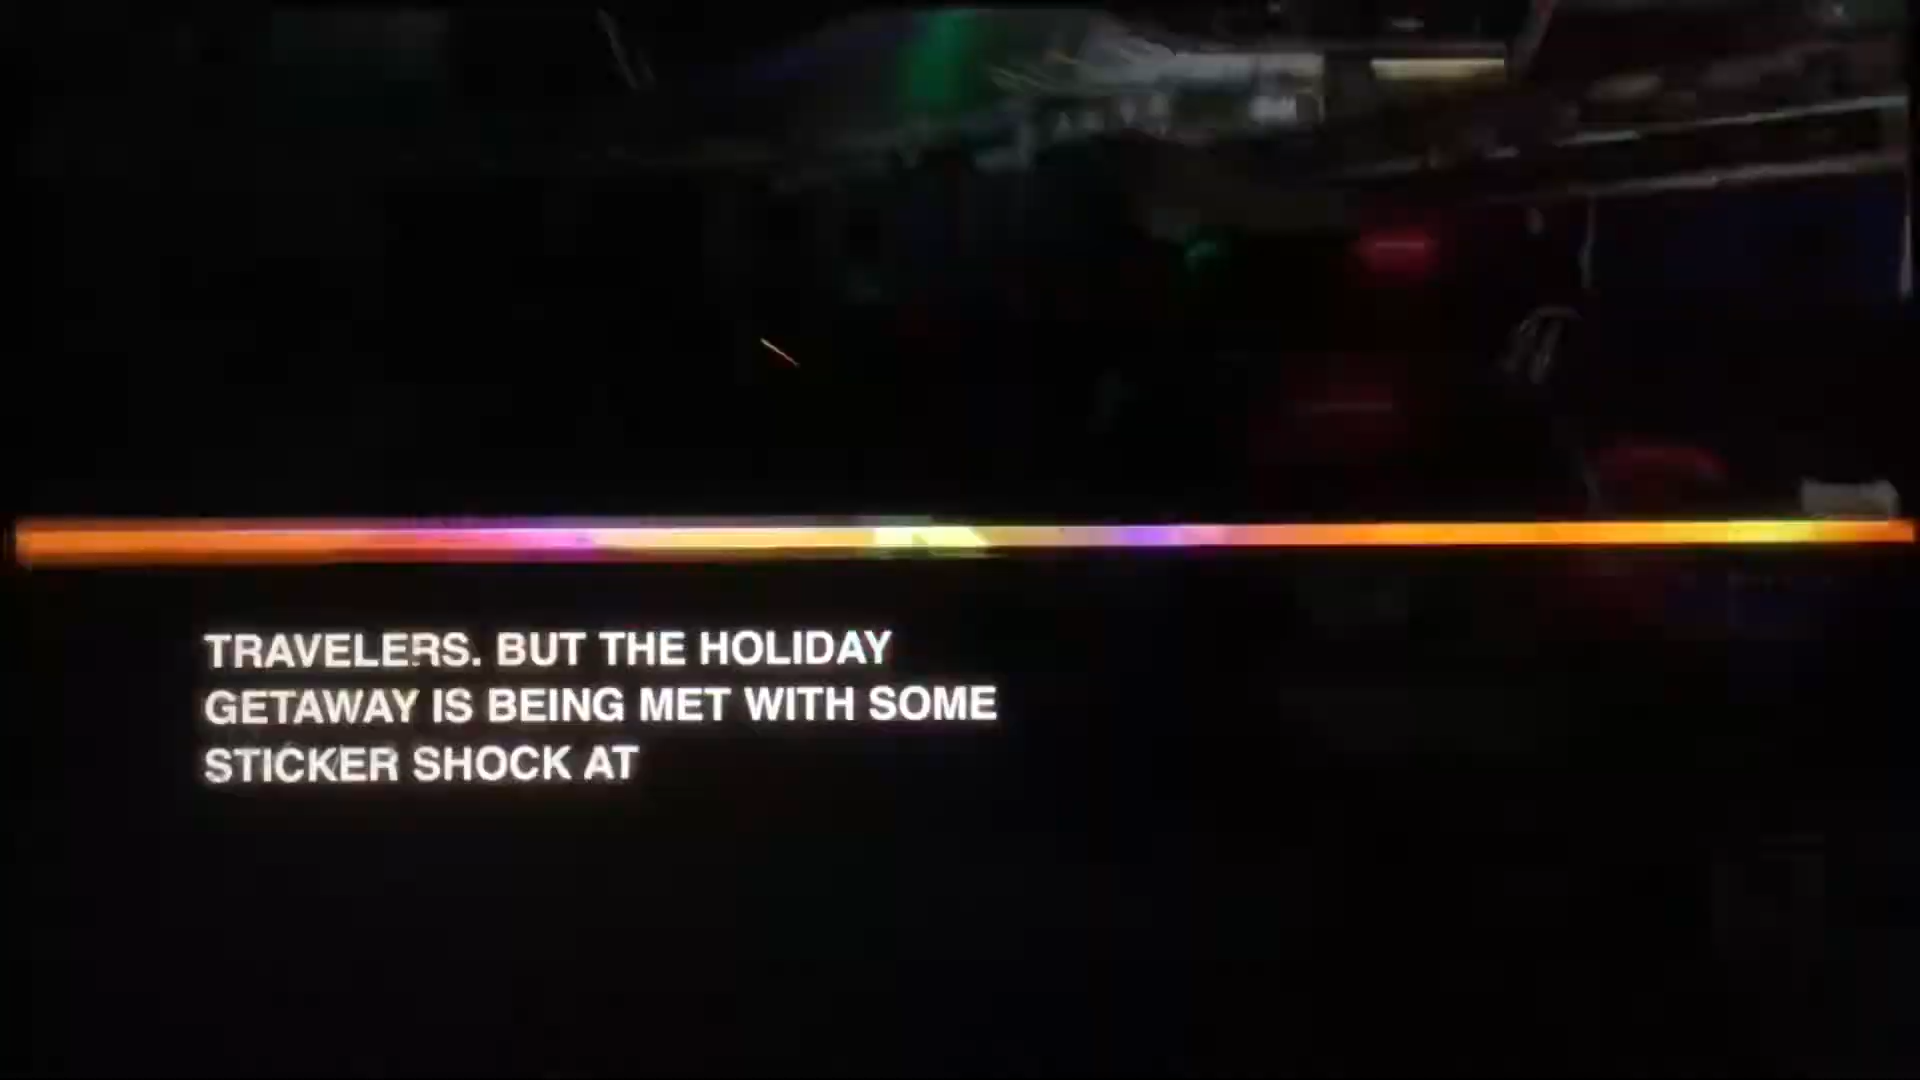 TRAVELERS. BUT THE HOLIDAY
GETAWAY IS BEING MET WITH SOME
STICKER SHOCK AT